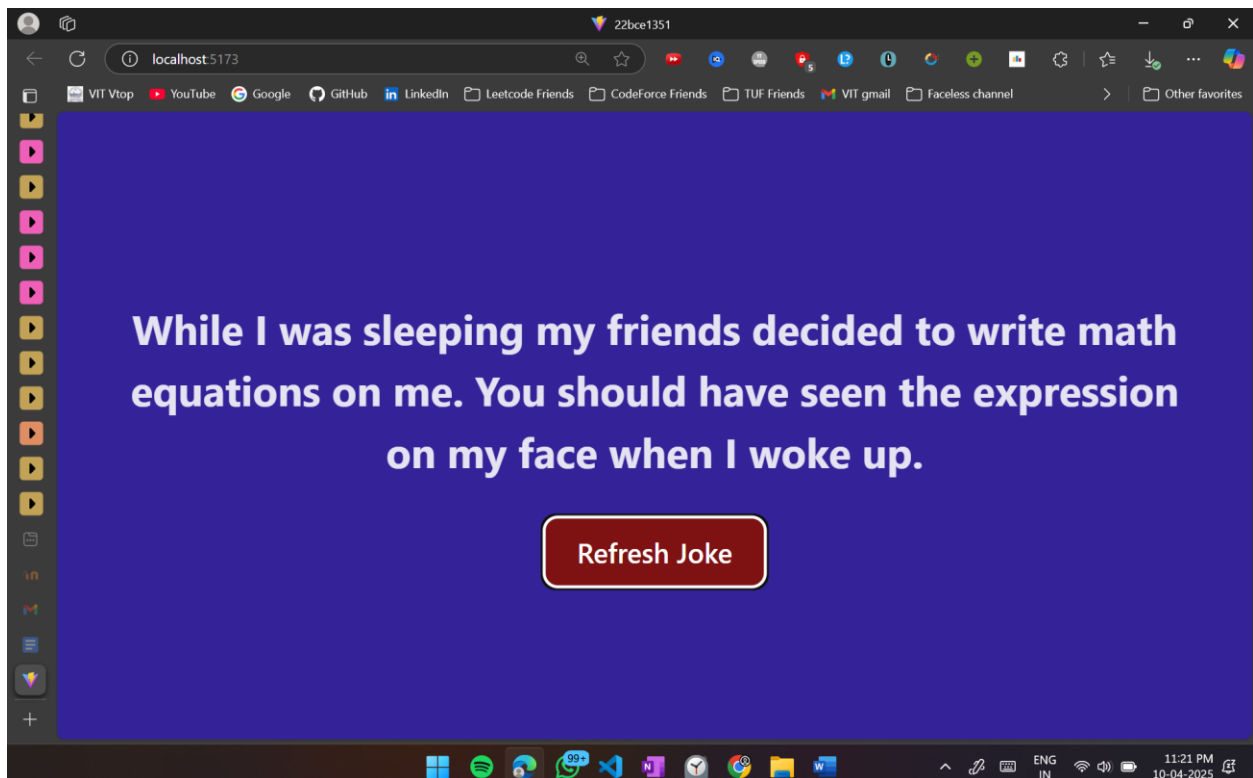 22bce1351
localhost:5173
5
VIT Vtop YouTube Google GitHub in LinkedIn Leetcode Friends CodeForce Friends TUF Friends VIT gmail Faceless channel Other favorites
While I was sleeping my friends decided to write math
equations on me. You should have seen the expression
on my face when I woke up.
Refresh Joke
99+
ENG
IN
11:21 PM
10-04-2025